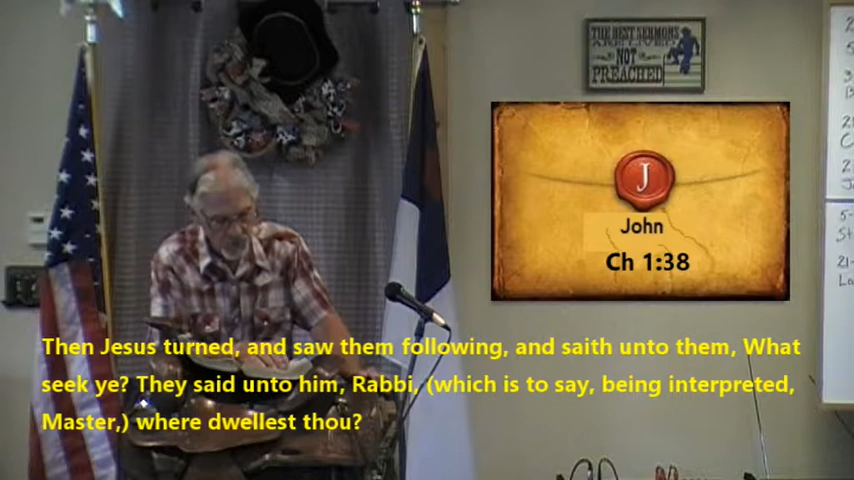 THE BEST SERMONS
ARE LIVED
NOT
PREACHED
J
John
Ch 1:38
Then Jesus turned, and saw them following, and saith unto them, What
seek ye? They said unto him, Rabbi, (which is to say, being interpreted,
Master,) where dwellest thou?